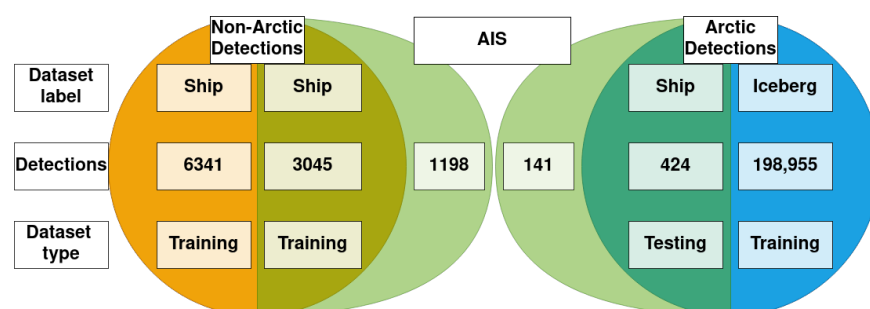 Non-Arctic
Detections
AIS
Arctic
Detections
Dataset
label
Ship
Ship
Ship
Iceberg
Detections
6341
3045
1198
141
424
198,955
Dataset
type
Training
Training
Testing
Training